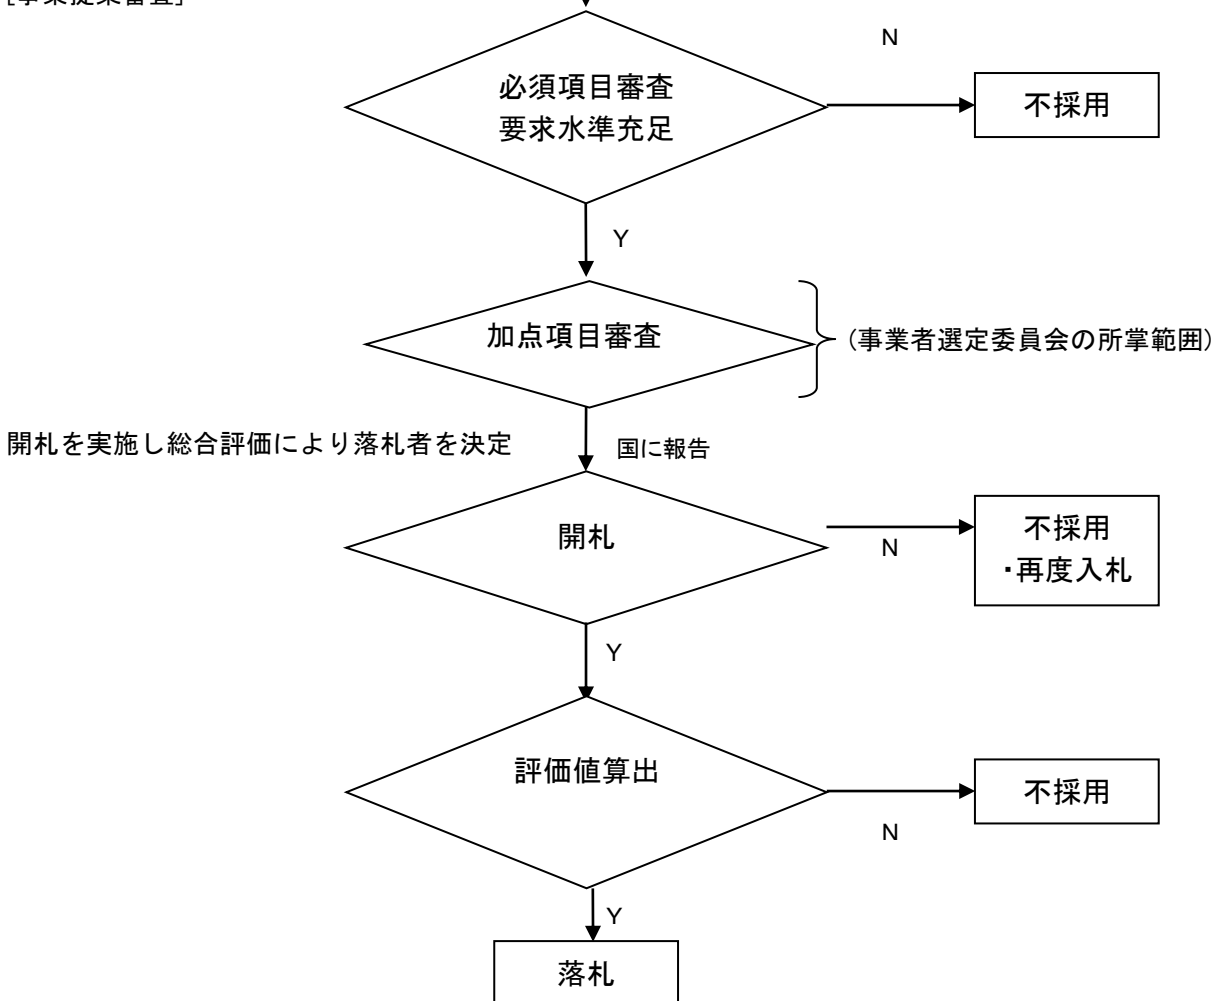 [事業提案審査]
N
必須項目審査
要求水準充足
不採用
Y
加点項目審査
(事業者選定委員会の所掌範囲)
開札を実施し総合評価により落札者を決定
国に報告
開札
不採用
・再度入札
N
Y
評価値算出
不採用
N
Y
落札